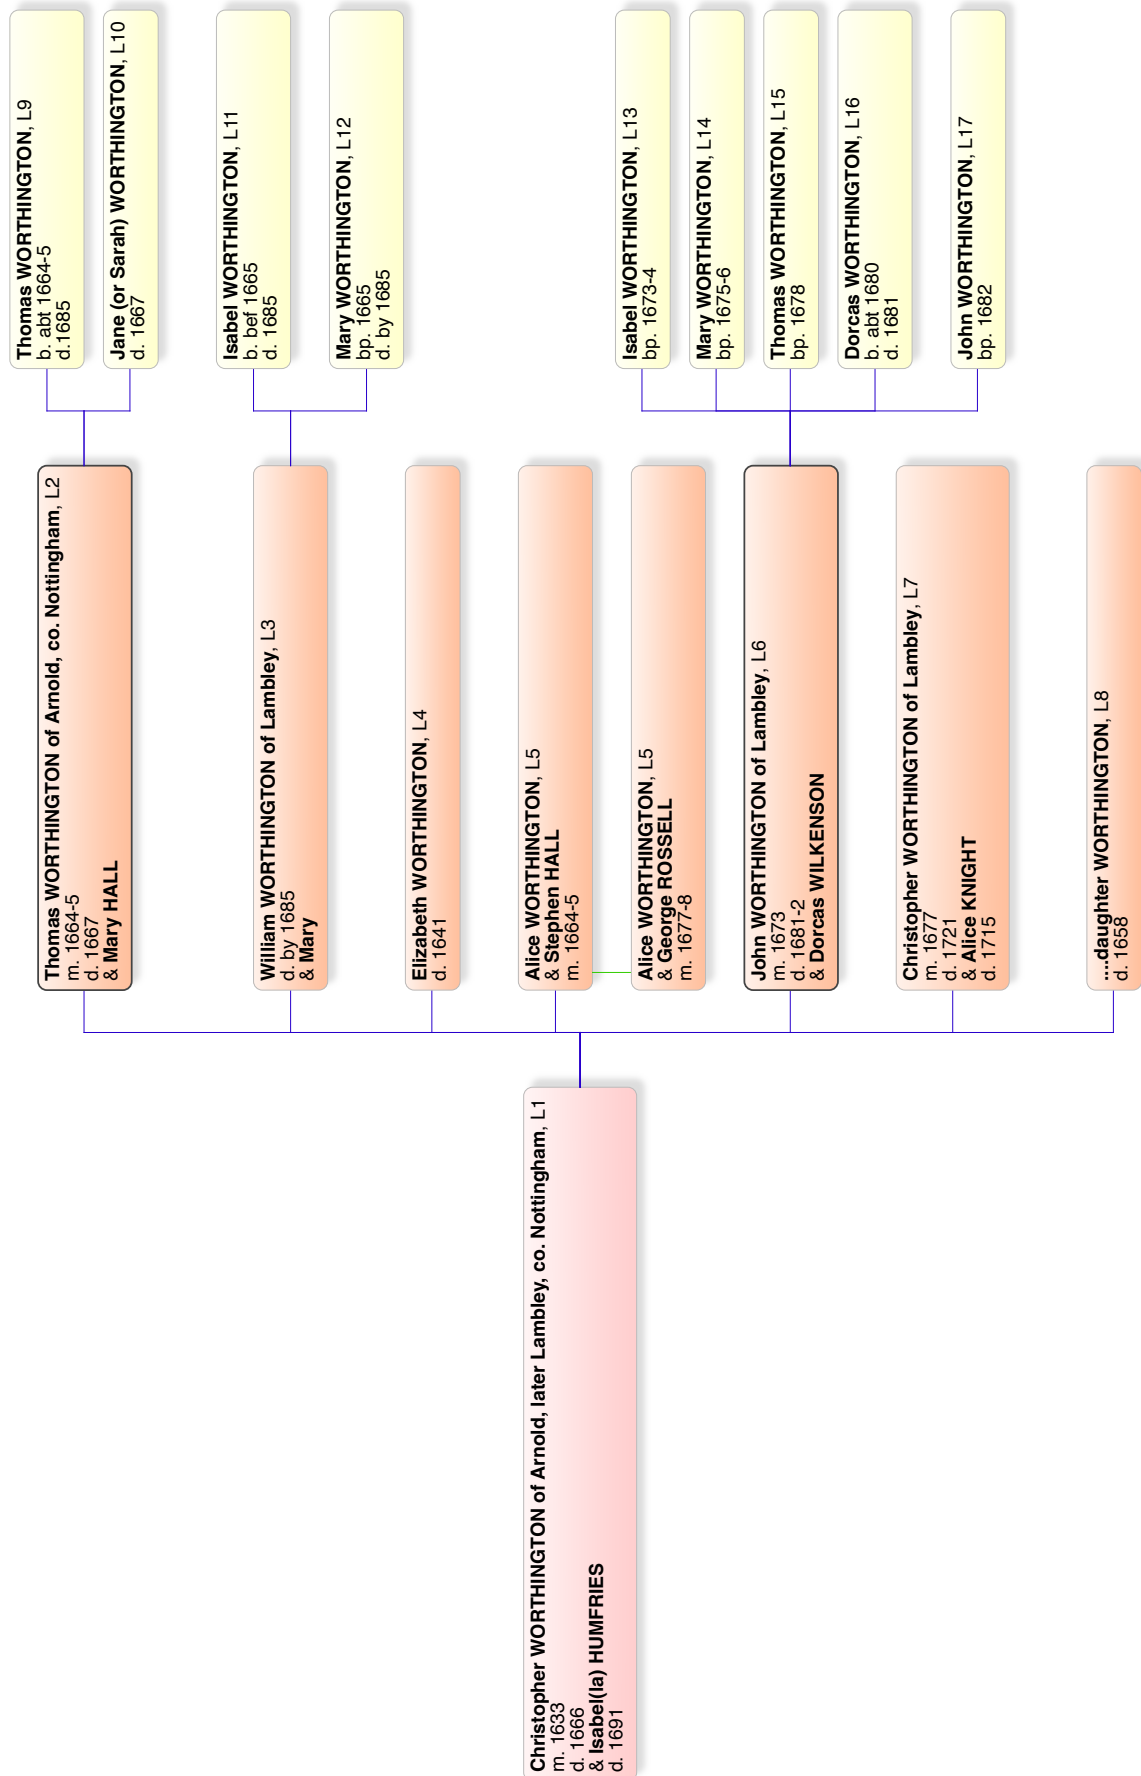 Christopher WORTHINGTON of Arnold, later Lambley, co. Nottingham, L1
m. 1633
d. 1666
& Isabel(la) HUMFRIES
d. 1691
Thomas WORTHINGTON of Arnold, co. Nottingham, L2
m. 1664-5
d. 1667
& Mary HALL
William WORTHINGTON of Lambley, L3
d. by 1685
& Mary
Elizabeth WORTHINGTON, L4
d. 1641
Alice WORTHINGTON, L5
& Stephen HALL
m. 1664-5
Alice WORTHINGTON, L5
& George ROSSELL
m. 1677-8
John WORTHINGTON of Lambley, L6
m. 1673
d. 1681-2
& Dorcas WILKENSON
Christopher WORTHINGTON of Lambley, L7
m. 1677
d. 1721
& Alice KNIGHT
d. 1715
....daughter WORTHINGTON, L8
d. 1658
Thomas WORTHINGTON, L9
b. abt 1664-5
d.1685
Jane (or Sarah) WORTHINGTON, L10
d. 1667
Isabel WORTHINGTON, L11
b. bef 1665
d. 1685
Mary WORTHINGTON, L12
bp. 1665
d. by 1685
Isabel WORTHINGTON, L13
bp. 1673-4
Mary WORTHINGTON, L14
bp. 1675-6
Thomas WORTHINGTON, L15
bp. 1678
Dorcas WORTHINGTON, L16
b. abt 1680
d. 1681
John WORTHINGTON, L17
bp. 1682